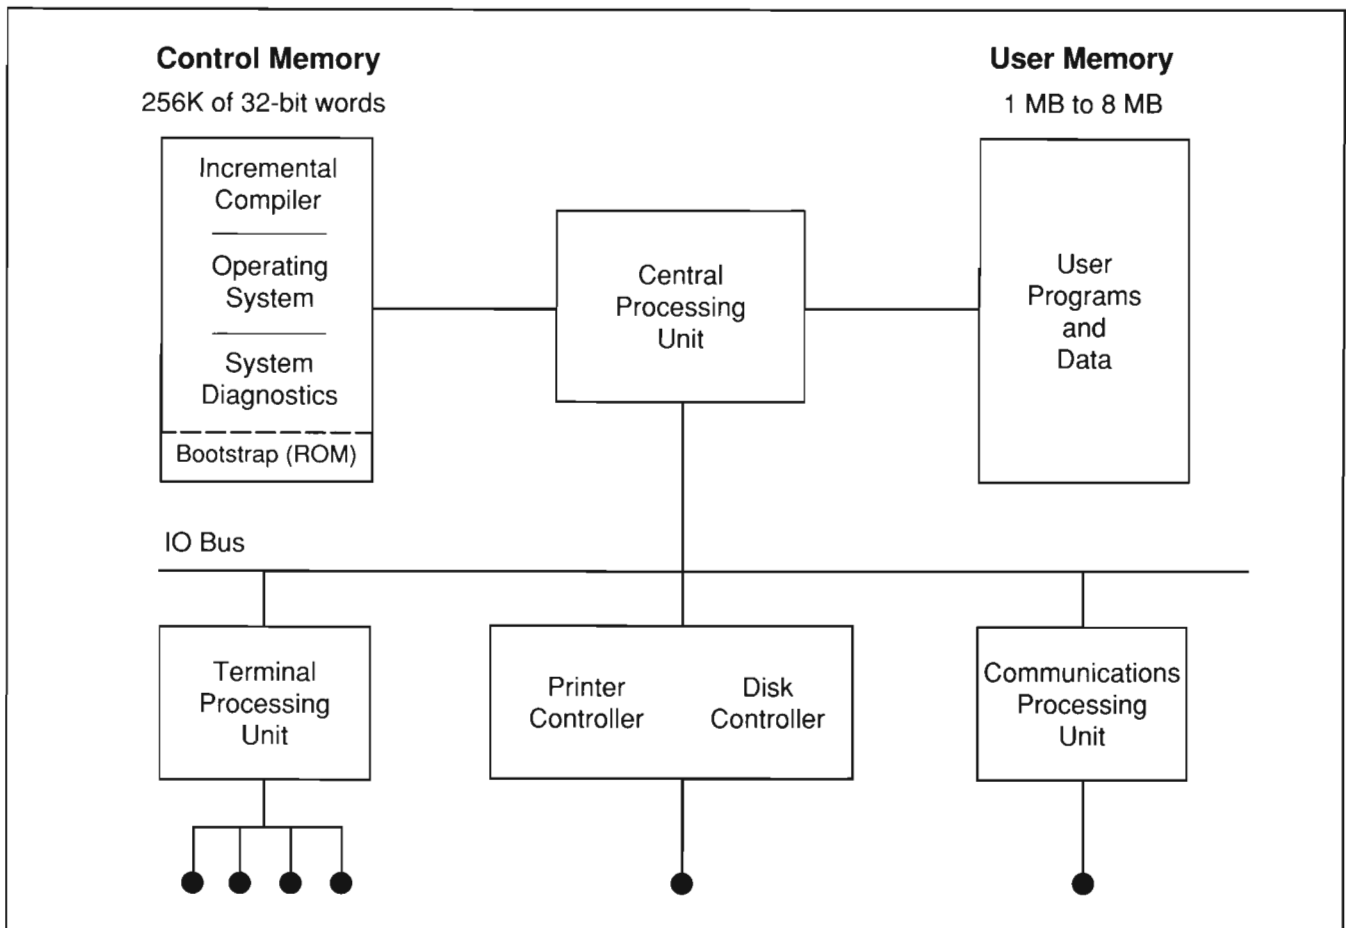 Control Memory
256K of 32-bit words
Incremental
Compiler
Operating
System
System
Diagnostics
Bootstrap (ROM)
Central
Processing
Unit
User Memory
1 MB to 8 MB
User
Programs
and
Data
IO Bus
Terminal
Processing
Unit
Printer
Controller
Disk
Controller
Communications
Processing
Unit